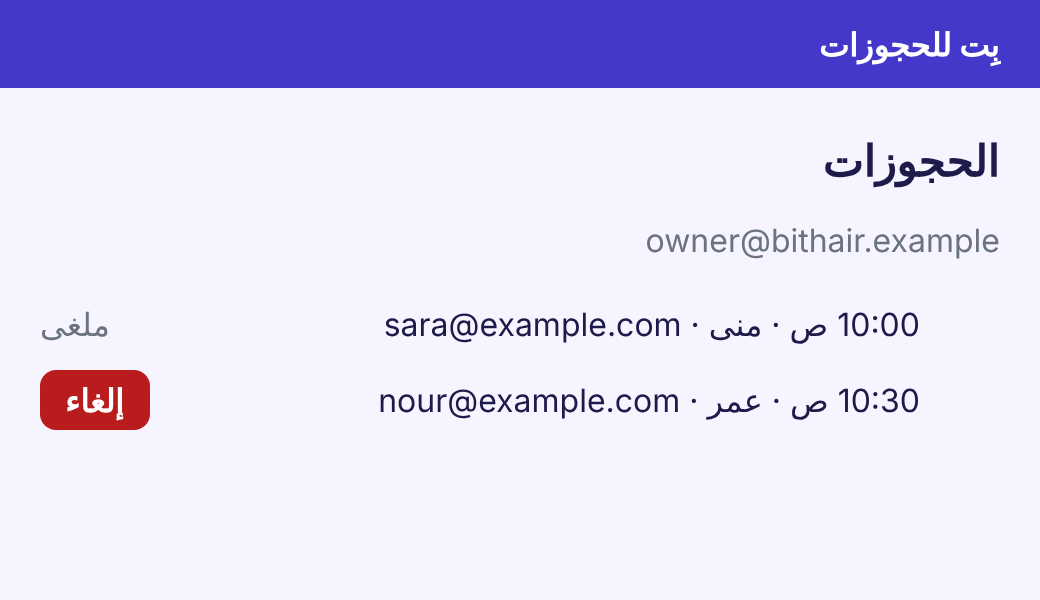 بِت للحجوزات
الحجوزات
owner@bithair.example
10:00 ص · منى · sara@example.com
ملغى
10:30 ص · عمر · nour@example.com
إلغاء